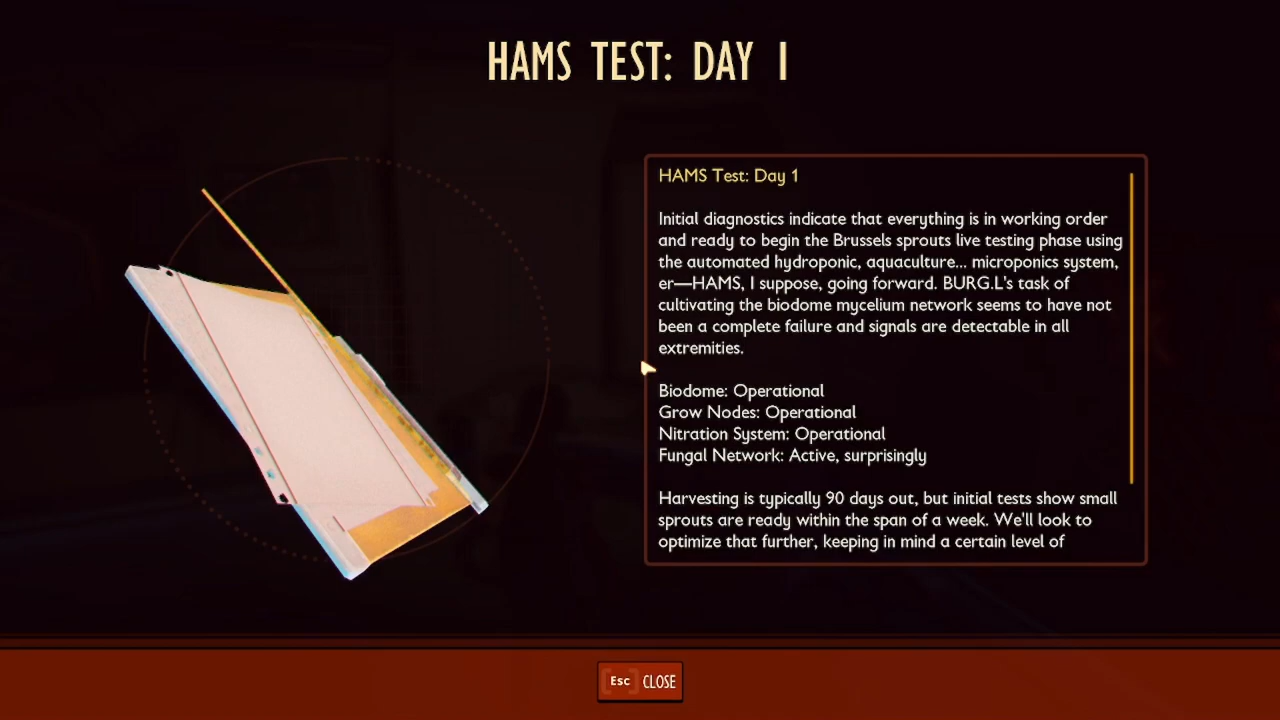 HAMS TEST: DAY 1
HAMS Test: Day 1
Initial diagnostics indicate that everything is in working order
and ready to begin the Brussels sprouts live testing phase using
the automated hydroponic, aquaculture... microponics system,
er—HAMS, I suppose, going forward. BURG.L's task of
cultivating the biodome mycelium network seems to have not
been a complete failure and signals are detectable in all
extremities.
Biodome: Operational
Grow Nodes: Operational
Nitration System: Operational
Fungal Network: Active, surprisingly
Harvesting is typically 90 days out, but initial tests show small
sprouts are ready within the span of a week. We'll look to
optimize that further, keeping in mind a certain level of
Esc CLOSE